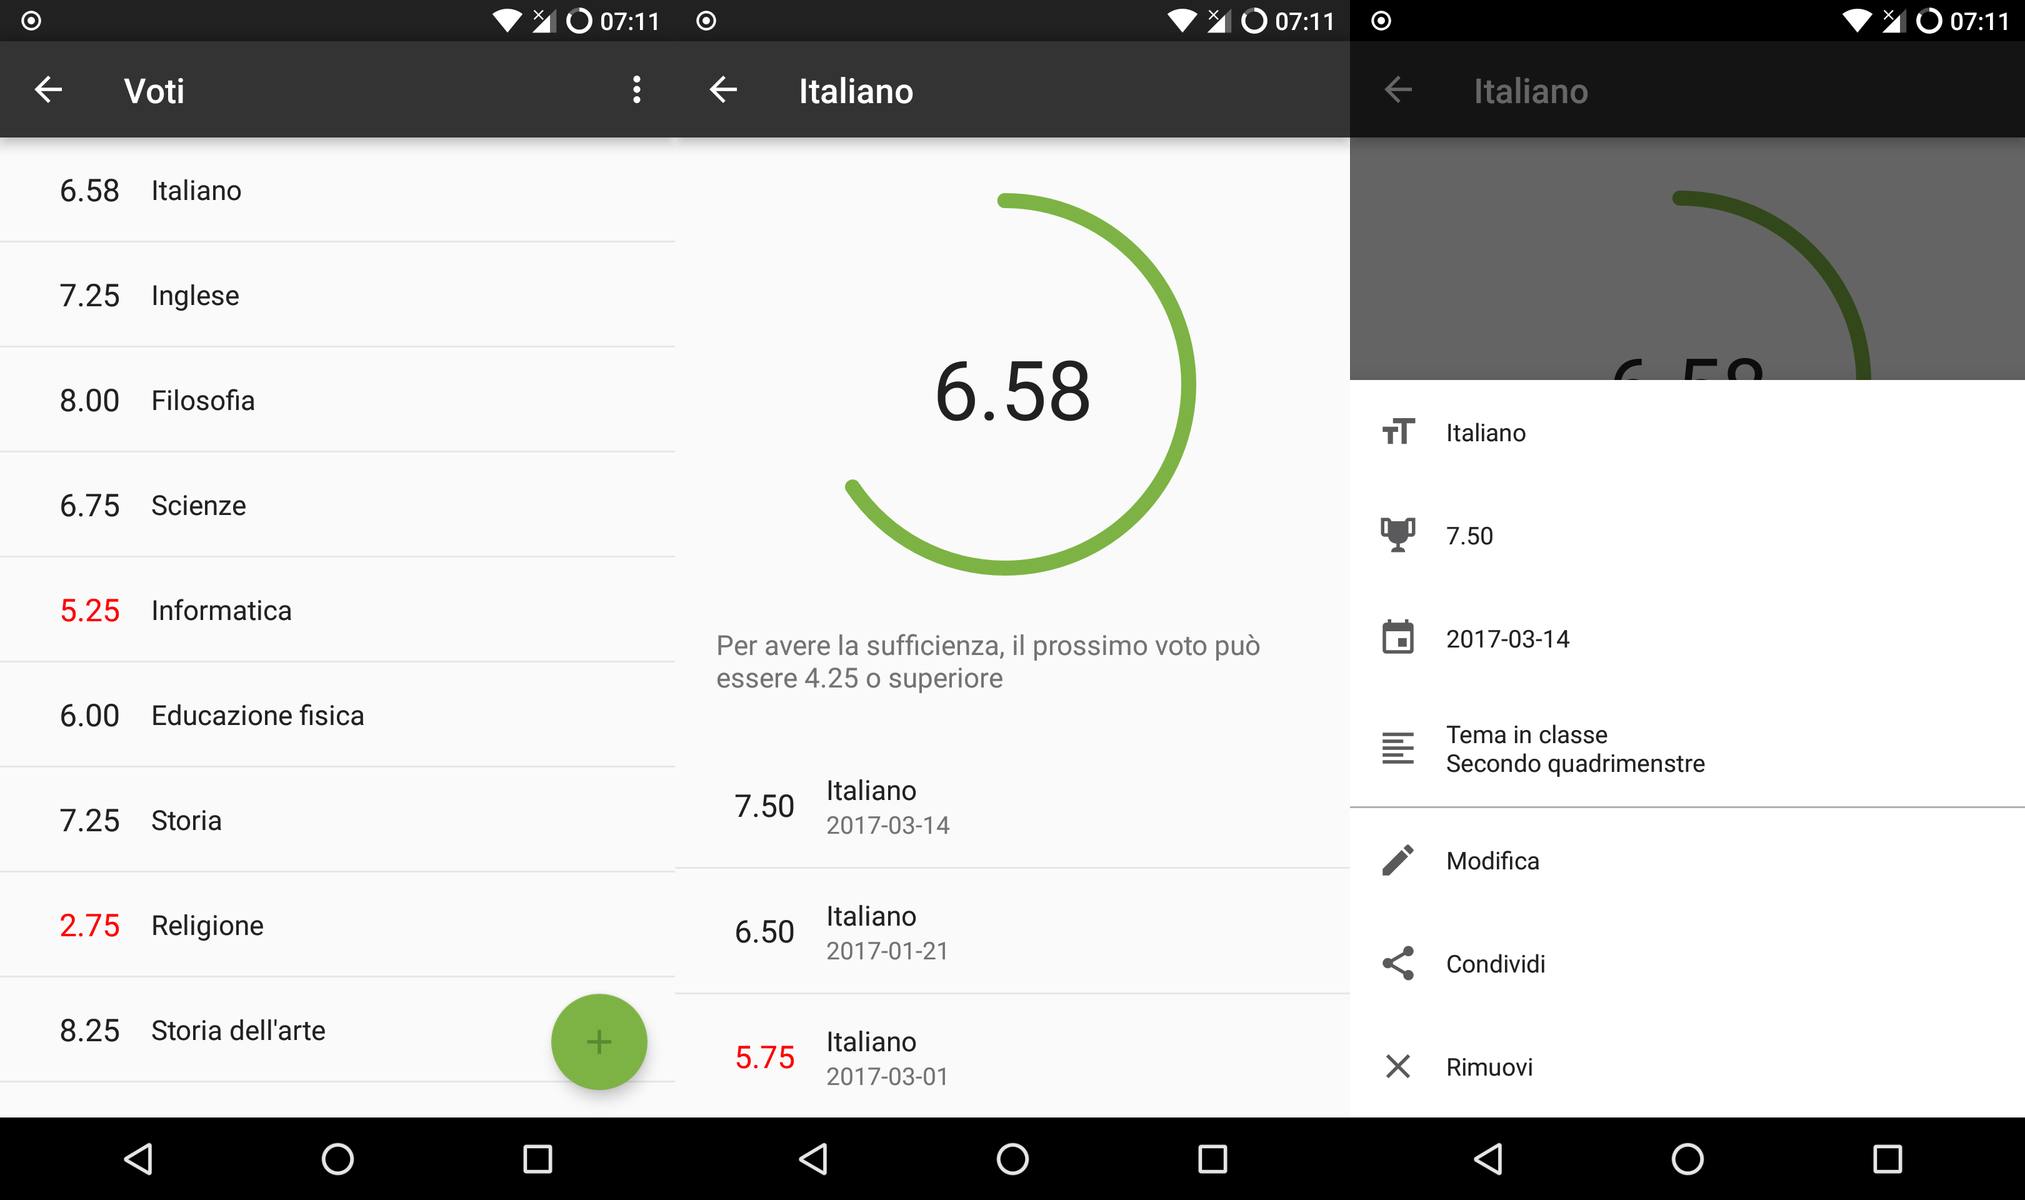 07:11
Voti
6.58 Italiano
7.25 Inglese
8.00 Filosofia
6.75 Scienze
5.25 Informatica
6.00 Educazione fisica
7.25 Storia
2.75 Religione
8.25 Storia dell'arte
07:11
Italiano
6.58
Per avere la sufficienza, il prossimo voto può
essere 4.25 o superiore
7.50 Italiano
2017-03-14
6.50 Italiano
2017-01-21
5.75 Italiano
2017-03-01
07:11
Italiano
6.58
Italiano
7.50
2017-03-14
Tema in classe
Secondo quadrimenstre
Modifica
Condividi
Rimuovi